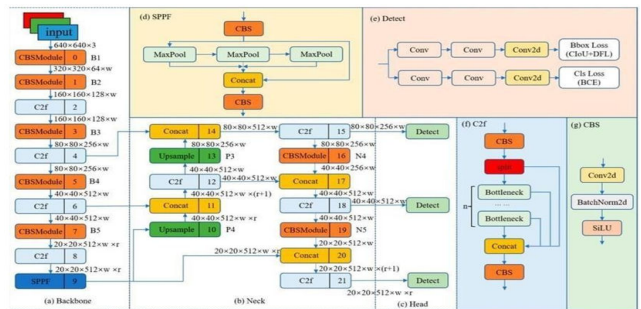 input
640×640×3
CBSModule 0 B1
320×320×64×w
CBSModule 1 B2
160×160×128×w
C2f 2
160×160×128×w
CBSModule 3 B3
80×80×256×w
C2f 4
80×80×256×w
CBSModule 5 B4
40×40×512×w
C2f 6
40×40×512×w
CBSModule 7 B5
20×20×512×w ×r
C2f 8
20×20×512×w ×r
SPPF 9
(a) Backbone
(d) SPPF
CBS
MaxPool MaxPool MaxPool
Concat
CBS
(e) Detect
Conv Conv Conv2d
Bbox Loss
(CIoU+DFL)
Conv Conv Conv2d
Cls Loss
(BCE)
Concat 14 80×80×512×w
80×80×256×w
Upsample 13 P3
40×40×512×w
C2f 12 40×40×512×w
40×40×512×w ×(r+1)
Concat 11
40×40×512×w ×r
Upsample 10 P4
20×20×512×w ×r
(b) Neck
C2f 15 80×80×256×w
80×80×256×w
CBSModule 16 N4
40×40×256×w
Concat 17
40×40×512×w
C2f 18 40×40×512×w
40×40×512×w
CBSModule 19 N5
20×20×512×w
Concat 20
20×20×512×w ×(r+1)
C2f 21
20×20×512×w ×r
Detect
Detect
Detect
(c) Head
(f) C2f
CBS
Bottleneck
n ... ...
Bottleneck
Concat
CBS
(g) CBS
Conv2d
BatchNorm2d
SiLU